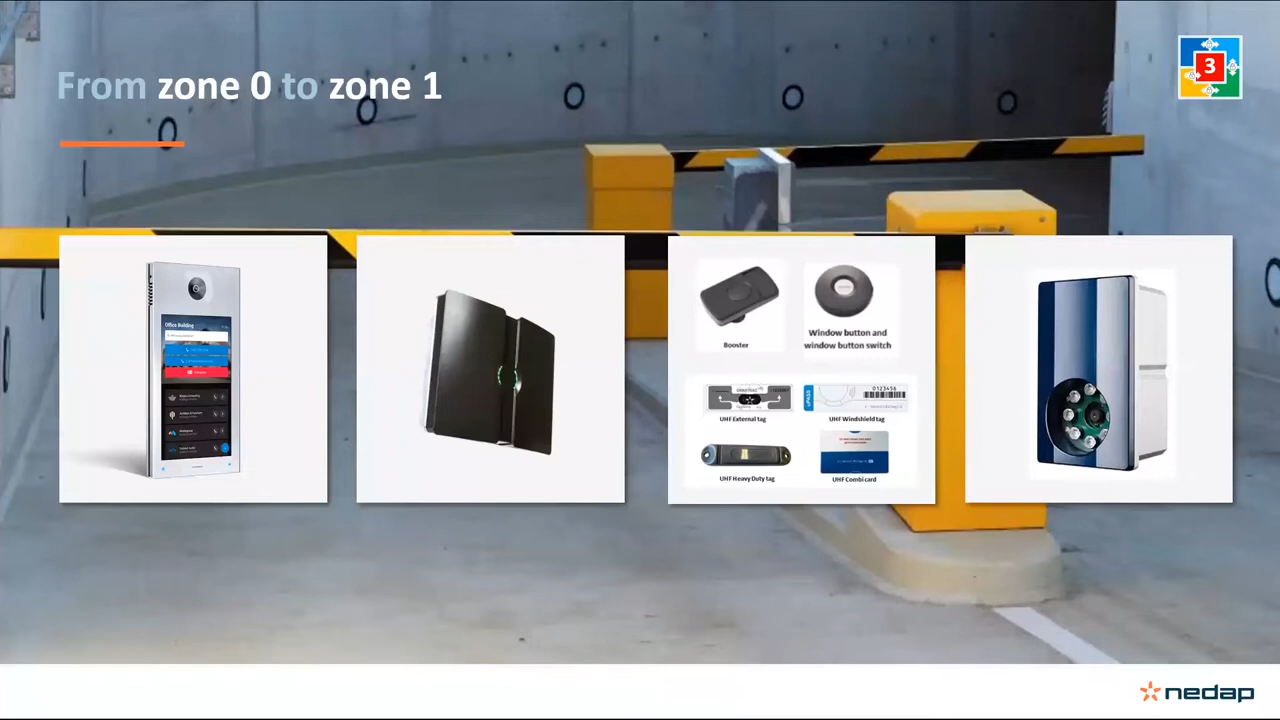 From zone 0 to zone 1
3
Office Building
Booster
Window button and
window button switch
0123456
UHF External tag
UHF Windshield tag
UHF Heavy Duty tag
UHF Combi card
nedap